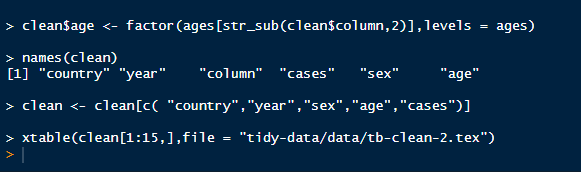 > clean$age <- factor(ages[str_sub(clean$column,2)],levels = ages)
> names(clean)
[1] "country" "year"    "column"  "cases"   "sex"     "age"
> clean <- clean[c( "country","year","sex","age","cases")]
> xtable(clean[1:15,],file = "tidy-data/data/tb-clean-2.tex")
>